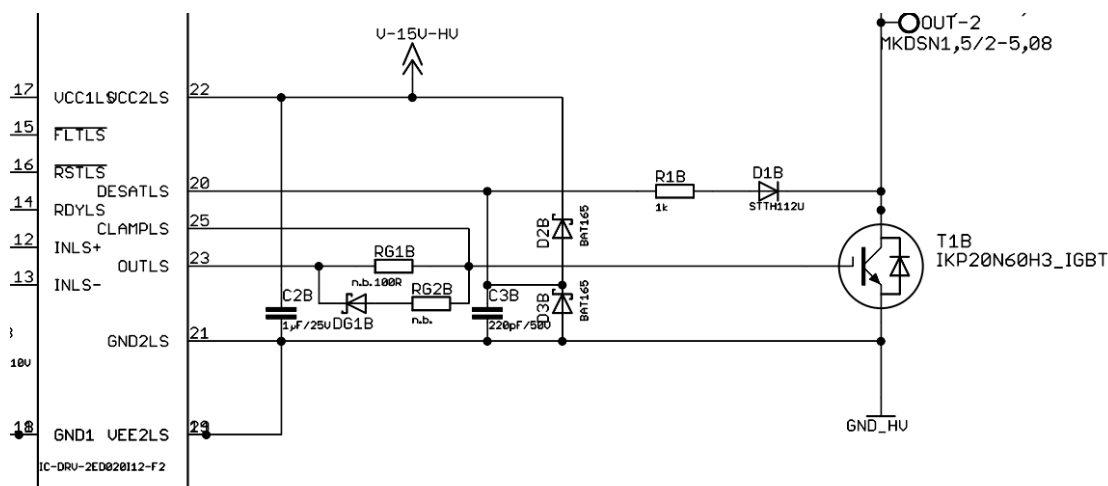 OUT-2
MKDSN1,5/2-5,08
V-15V-HV
17 VCC1LS VCC2LS 22
15 FLTLS
16 RSTLS
DESATLS 20
14 RDYLS
CLAMPLS 25
12 INLS+
OUTLS 23
13 INLS-
R1B
1k
D1B
STTH112U
D2B
BAT165
T1B
IKP20N60H3_IGBT
RG1B
n.b.100R
RG2B
n.b.
DG1B
C2B
1µF/25V
C3B
220pF/50V
D3B
BAT165
GND2LS 21
10V
GND1 VEE2LS
GND_HV
IC-DRV-2ED020I12-F2